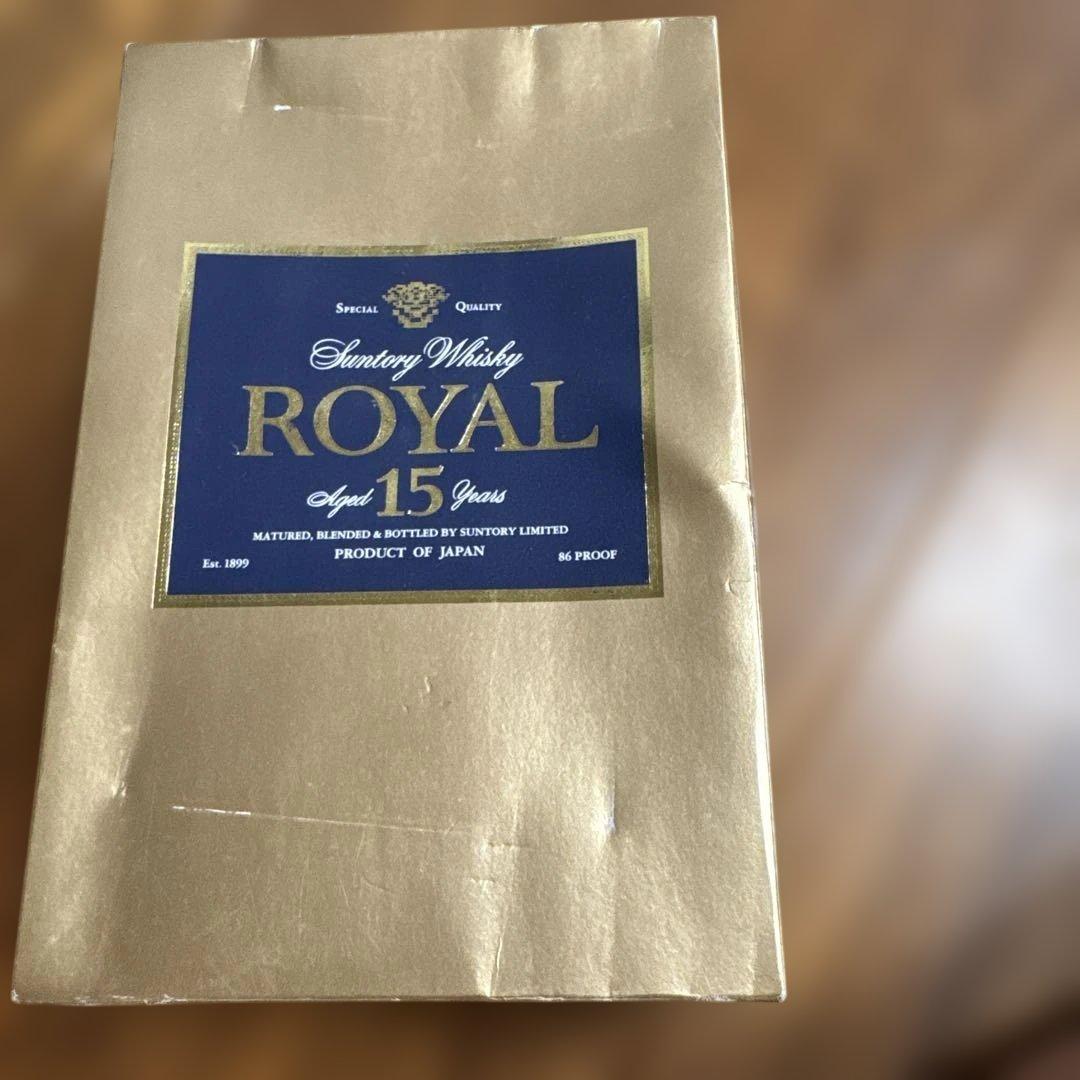 SPECIAL QUALITY
Suntory Whisky
ROYAL
Aged 15 Years
MATURED, BLENDED & BOTTLED BY SUNTORY LIMITED
PRODUCT OF JAPAN
Est. 1899
86 PROOF